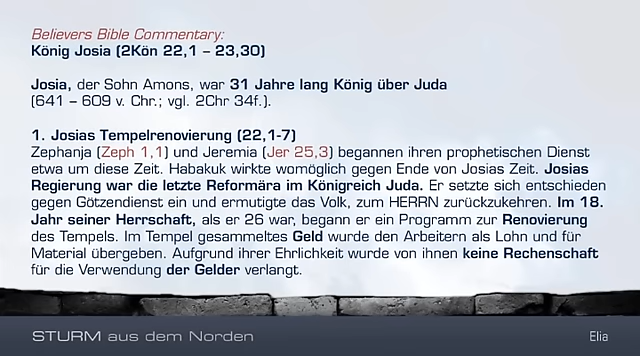 Believers Bible Commentary:
König Josia (2Kön 22,1 – 23,30)
Josia, der Sohn Amons, war 31 Jahre lang König über Juda
(641 – 609 v. Chr.; vgl. 2Chr 34f.).
1. Josias Tempelrenovierung (22,1-7)
Zephanja (Zeph 1,1) und Jeremia (Jer 25,3) begannen ihren prophetischen Dienst
etwa um diese Zeit. Habakuk wirkte womöglich gegen Ende von Josias Zeit. Josias
Regierung war die letzte Reformära im Königreich Juda. Er setzte sich entschieden
gegen Götzendienst ein und ermutigte das Volk, zum HERRN zurückzukehren. Im 18.
Jahr seiner Herrschaft, als er 26 war, begann er ein Programm zur Renovierung
des Tempels. Im Tempel gesammeltes Geld wurde den Arbeitern als Lohn und für
Material übergeben. Aufgrund ihrer Ehrlichkeit wurde von ihnen keine Rechenschaft
für die Verwendung der Gelder verlangt.
STURM aus dem Norden
Elia